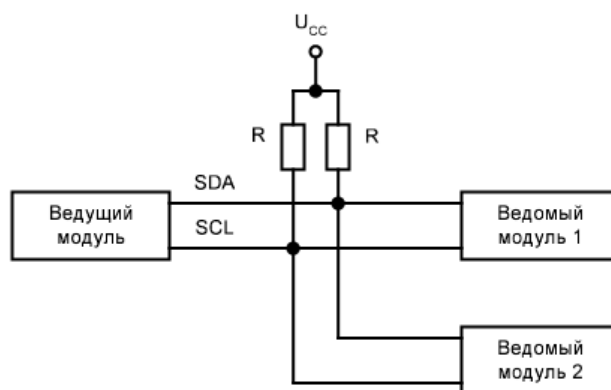 U CC
R
R
SDA
Ведущий
модуль
SCL
Ведомый
модуль 1
Ведомый
модуль 2